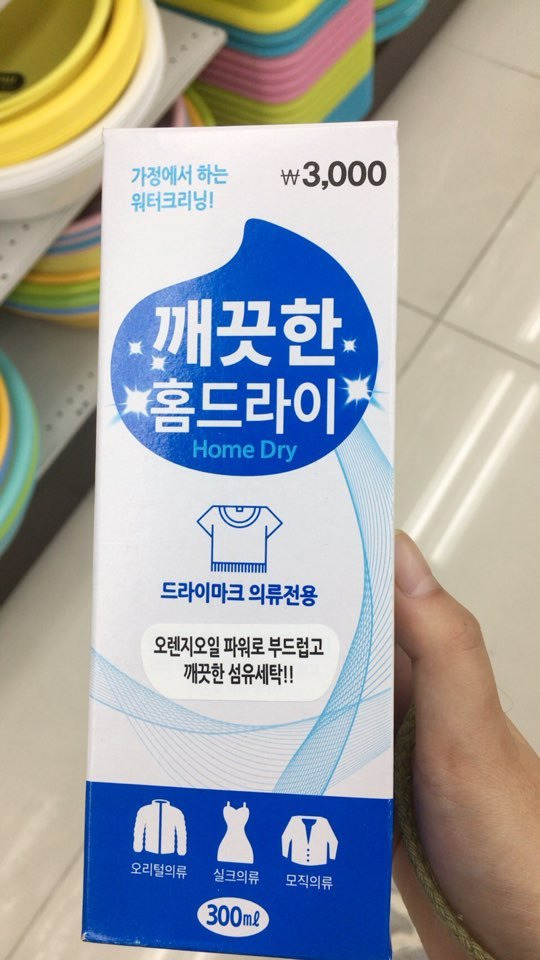 가정에서 하는
워터크리닝!
₩3,000
깨끗한
홈드라이
Home Dry
드라이마크 의류전용
오렌지오일 파워로 부드럽고
깨끗한 섬유세탁!!
오리털의류
실크의류
모직의류
300㎖